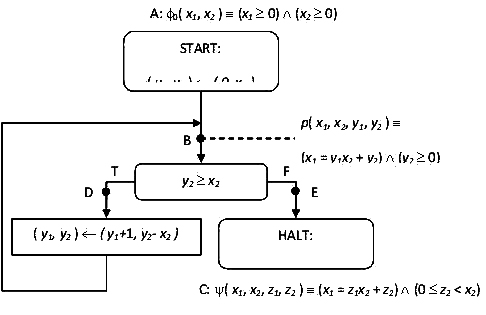 A: ϕ₀( x₁, x₂ ) ≡ (x₁ ≥ 0) ∧ (x₂ ≥ 0)
START:
B
p( x₁, x₂, y₁, y₂ ) ≡
(x₁ = y₁x₂ + y₂) ∧ (y₂ ≥ 0)
T
y₂ ≥ x₂
F
D
E
( y₁, y₂ ) ← ( y₁+1, y₂- x₂ )
HALT:
C: ψ( x₁, x₂, z₁, z₂ ) ≡ (x₁ = z₁x₂ + z₂) ∧ (0 ≤ z₂ < x₂)